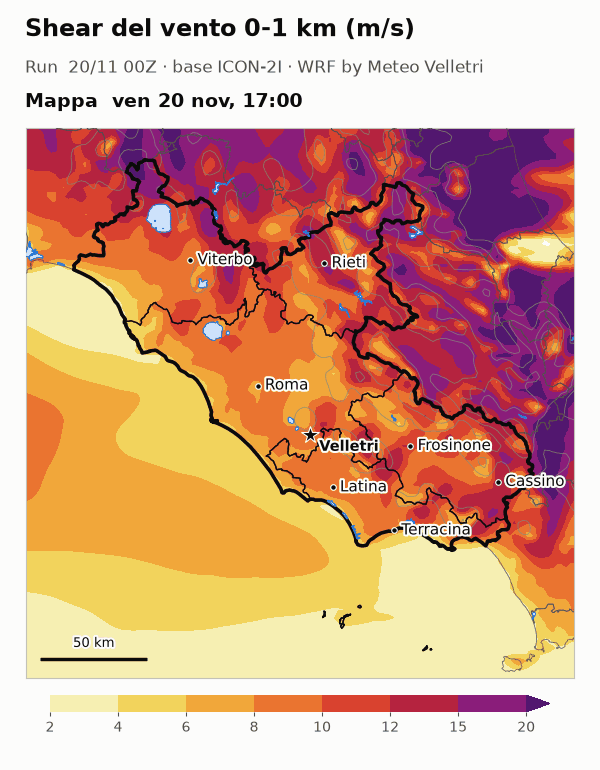 Shear del vento 0-1 km (m/s)
Run  20/11 00Z · base ICON-2I · WRF by Meteo Velletri
Mappa  ven 20 nov, 17:00
Viterbo
Rieti
Roma
Velletri
Frosinone
Latina
Cassino
Terracina
50 km
2 4 6 8 10 12 15 20